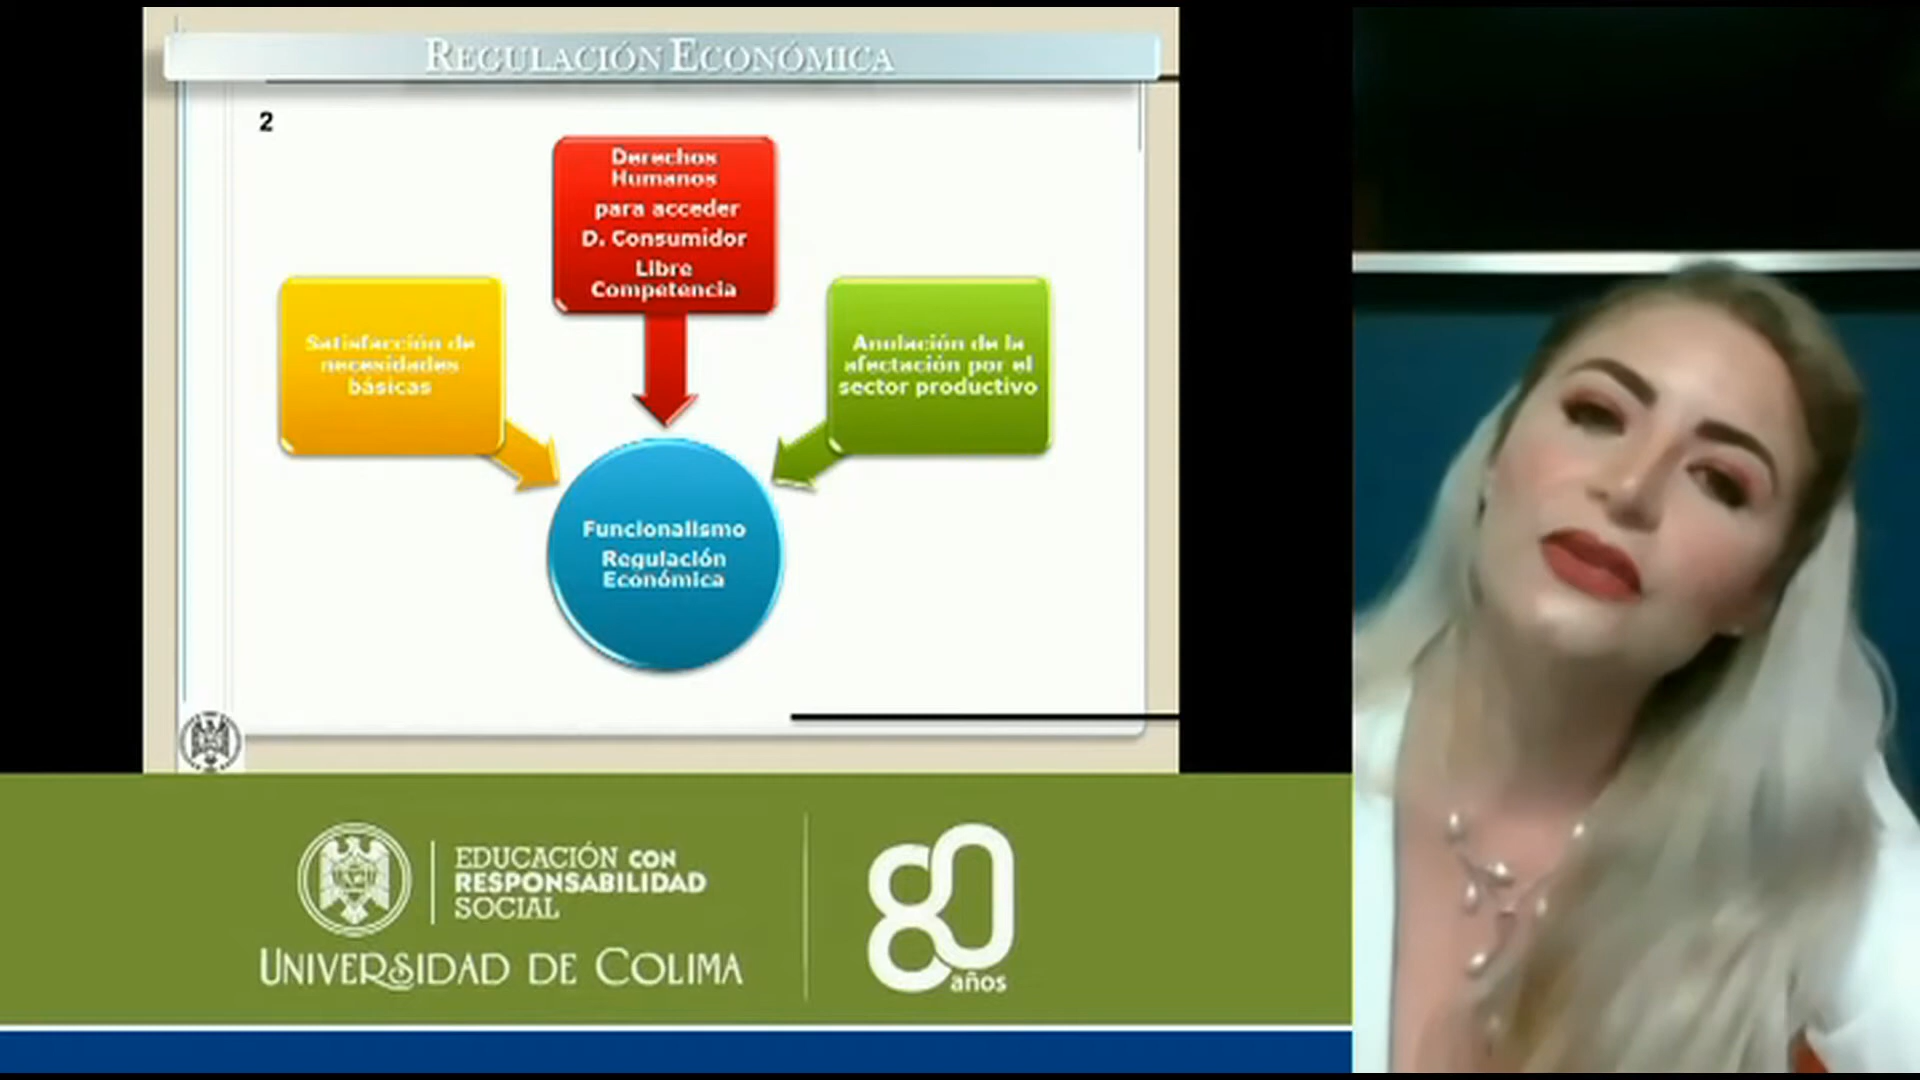 REGULACIÓN ECONÓMICA
2
Derechos
Humanos
para acceder
D. Consumidor
Libre
Competencia
Satisfacción de
necesidades
básicas
Anulación de la
afectación por el
sector productivo
Funcionalismo
Regulación
Económica
EDUCACIÓN CON
RESPONSABILIDAD
SOCIAL
UNIVERSIDAD DE COLIMA
80
años